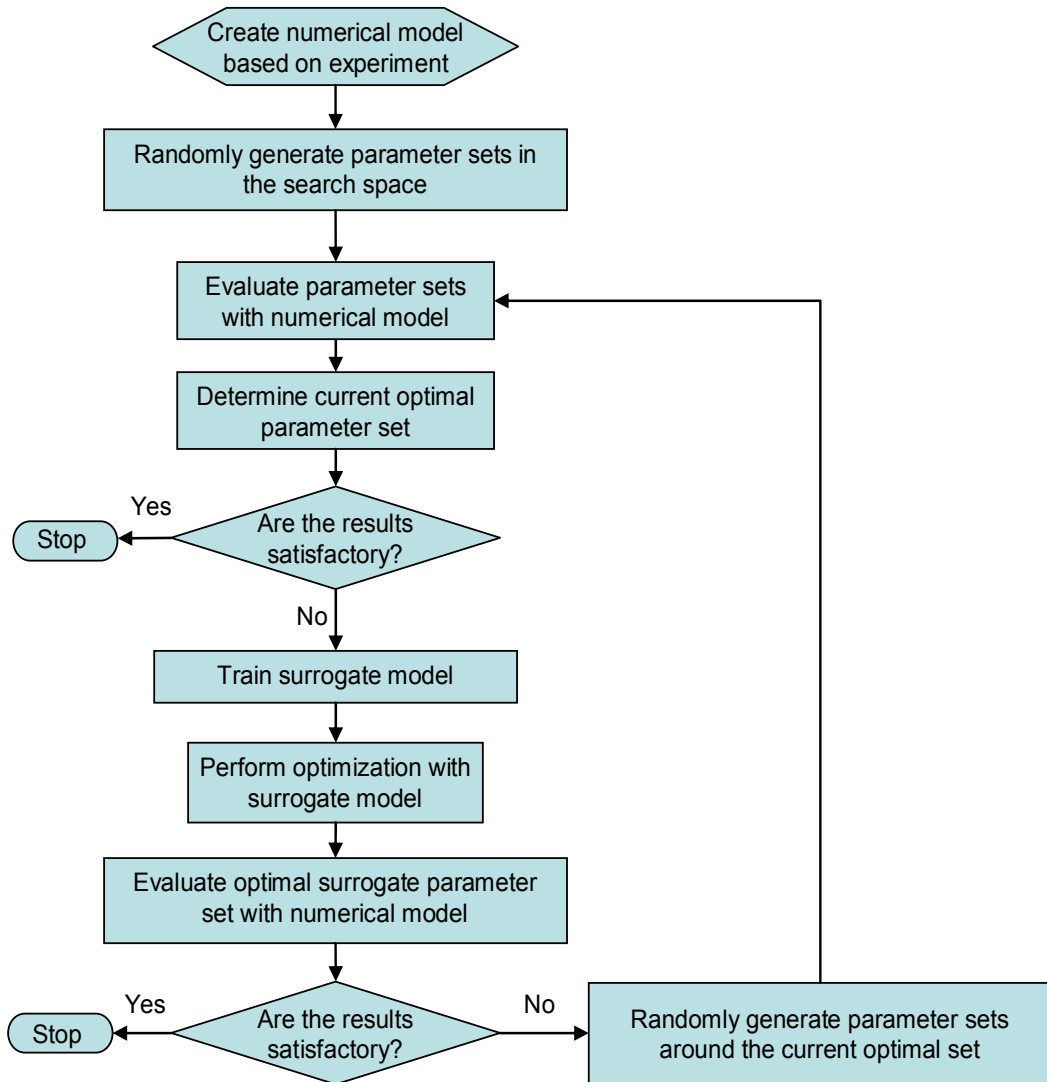 Create numerical model
based on experiment
Randomly generate parameter sets in
the search space
Evaluate parameter sets
with numerical model
Determine current optimal
parameter set
Yes
Stop
Are the results
satisfactory?
No
Train surrogate model
Perform optimization with
surrogate model
Evaluate optimal surrogate parameter
set with numerical model
Yes
Stop
Are the results
satisfactory?
No
Randomly generate parameter sets
around the current optimal set